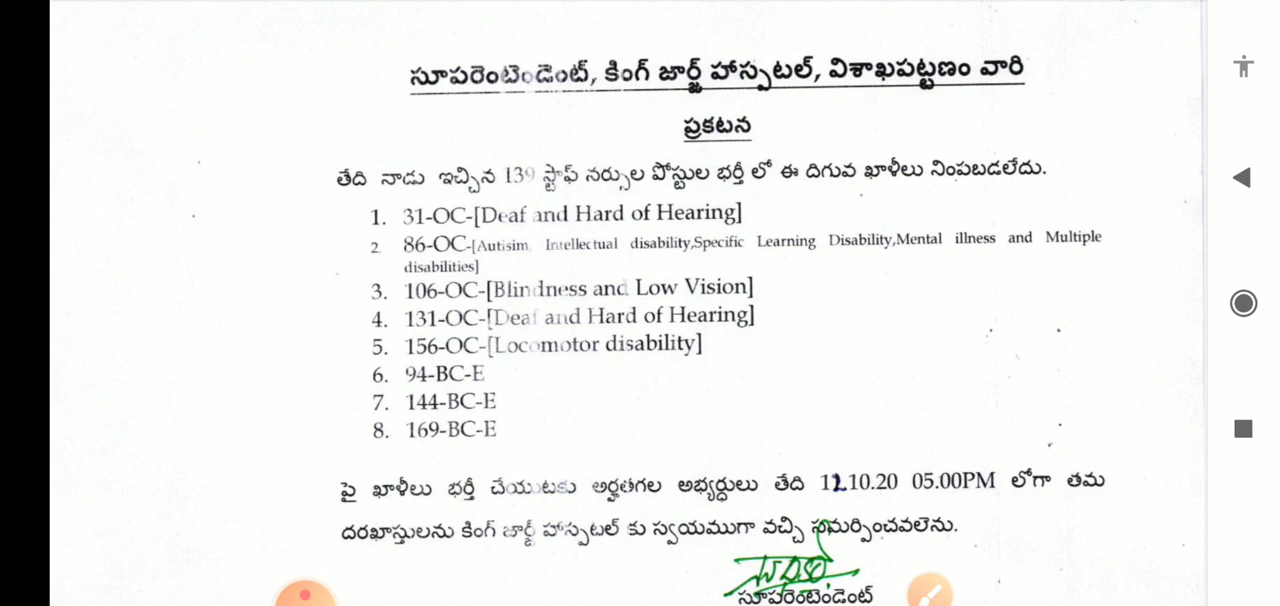 సూపరెంటెండెంట్, కింగ్ జార్జ్ హాస్పటల్, విశాఖపట్టణం వారి
ప్రకటన
తేది నాడు ఇచ్చిన 139 స్టాఫ్ నర్సుల పోస్టుల భర్తీ లో ఈ దిగువ ఖాళీలు నింపబడలేదు.
1. 31-OC-[Deaf and Hard of Hearing]
2. 86-OC-[Autisim, Intellectual disability,Specific Learning Disability,Mental illness and Multiple
disabilities]
3. 106-OC-[Blindness and Low Vision]
4. 131-OC-[Deaf and Hard of Hearing]
5. 156-OC-[Locomotor disability]
6. 94-BC-E
7. 144-BC-E
8. 169-BC-E
పై ఖాళీలు భర్తీ చేయుటకు అర్హతగల అభ్యర్ధులు తేది 12.10.20 05.00PM లోగా తమ
దరఖాస్తులను కింగ్ జార్జ్ హాస్పటల్ కు స్వయముగా వచ్చి సమర్పించవలెను.
సూపరెంటెండెంట్